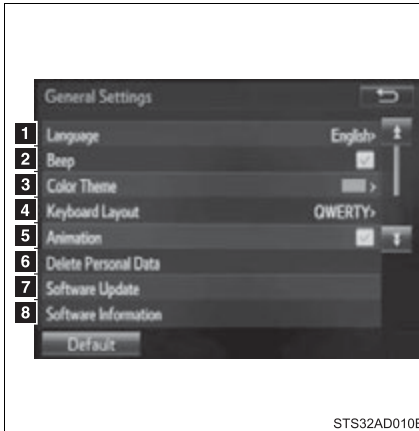 General Settings
1 Language English>
2 Beep
3 Color Theme >
4 Keyboard Layout QWERTY>
5 Animation
6 Delete Personal Data
7 Software Update
8 Software Information
Default
STS32AD010E